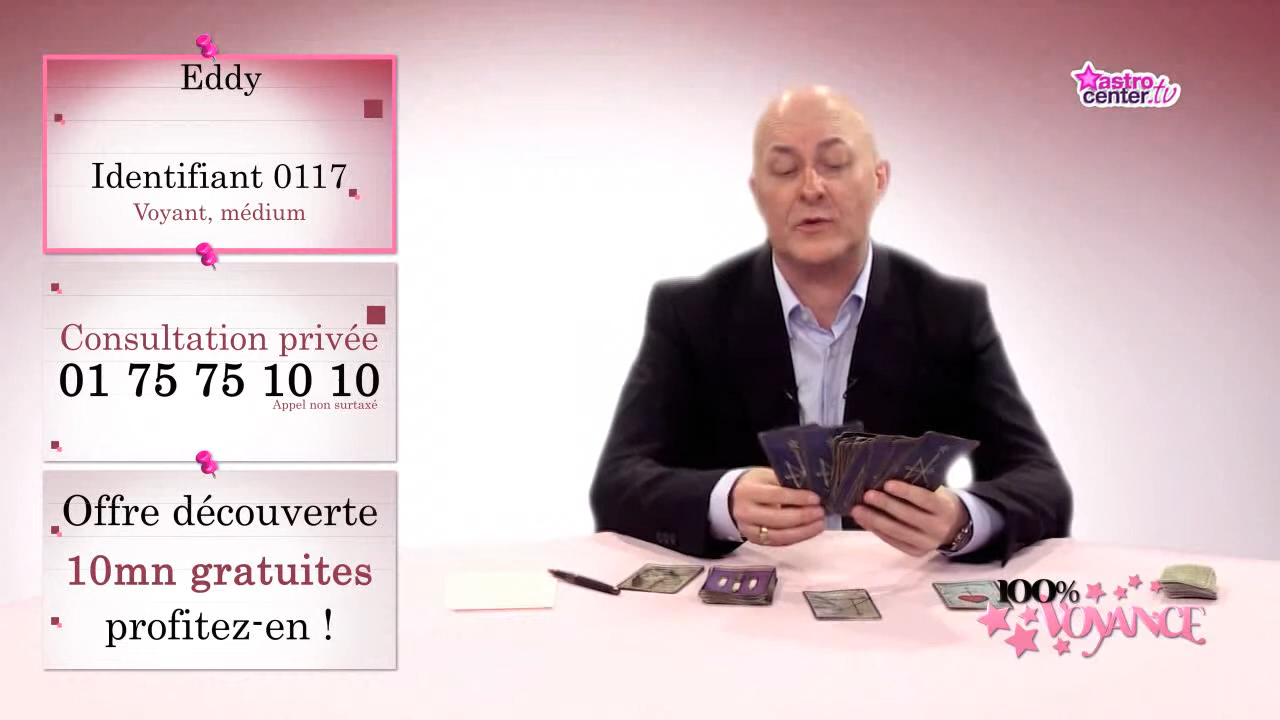 Eddy
Identifiant 0117
Voyant, médium
Consultation privée
01 75 75 10 10
Appel non surtaxé
Offre découverte
10mn gratuites
profitez-en !
astro
center.tv
100%
VOYANCE